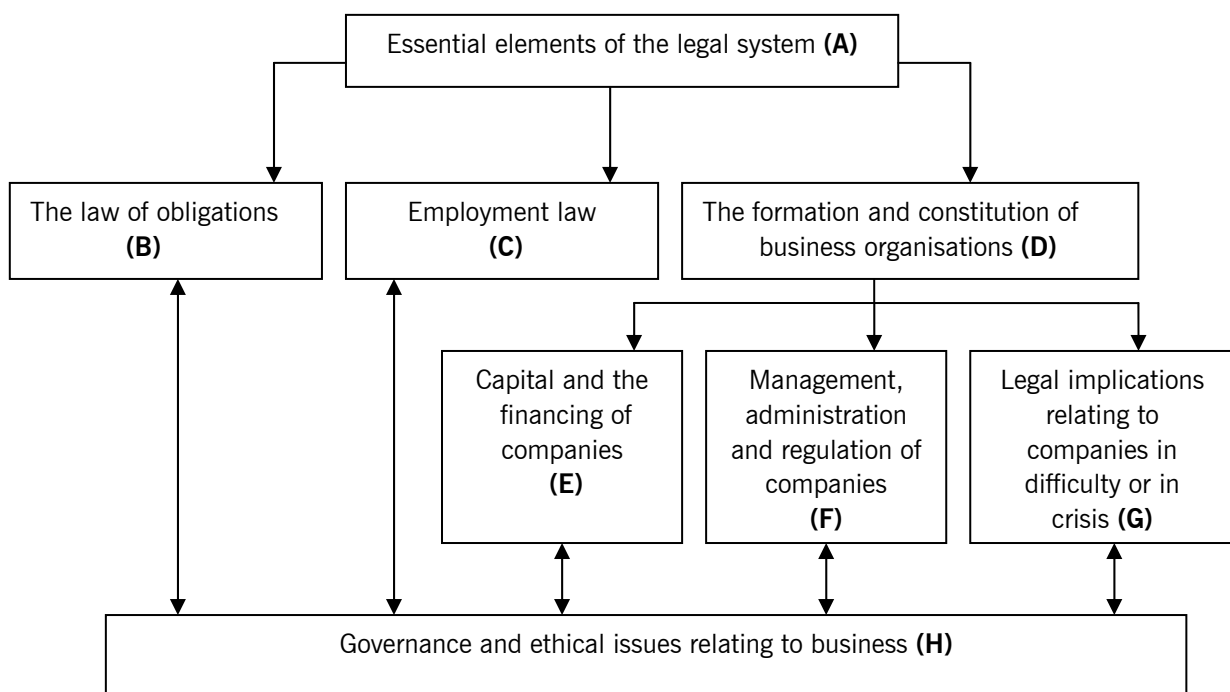 Essential elements of the legal system (A)
The law of obligations
(B)
Employment law
(C)
The formation and constitution of
business organisations (D)
Capital and the
financing of
companies
(E)
Management,
administration
and regulation of
companies
(F)
Legal implications
relating to
companies in
difficulty or in
crisis (G)
Governance and ethical issues relating to business (H)